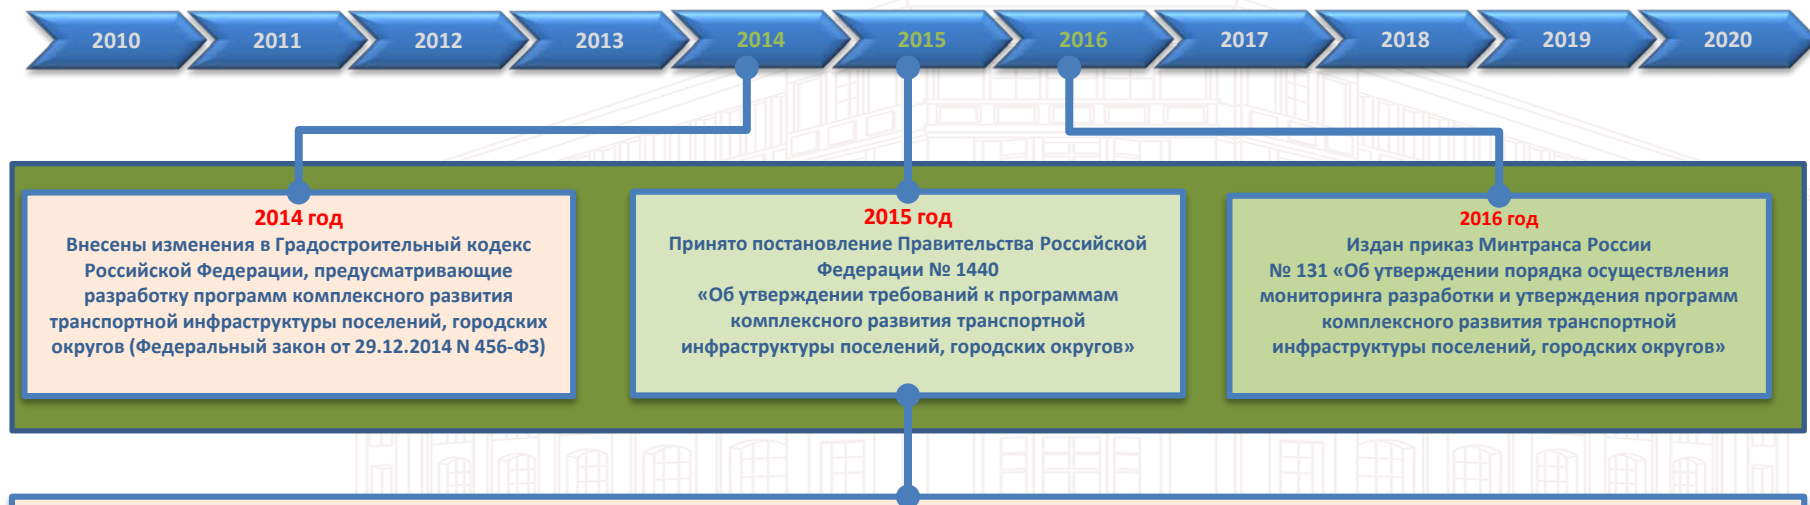 2010 2011 2012 2013 2014 2015 2016 2017 2018 2019 2020
2014 год
Внесены изменения в Градостроительный кодекс
Российской Федерации, предусматривающие
разработку программ комплексного развития
транспортной инфраструктуры поселений, городских
округов (Федеральный закон от 29.12.2014 N 456-ФЗ)
2015 год
Принято постановление Правительства Российской
Федерации № 1440
«Об утверждении требований к программам
комплексного развития транспортной
инфраструктуры поселений, городских округов»
2016 год
Издан приказ Минтранса России
№ 131 «Об утверждении порядка осуществления
мониторинга разработки и утверждения программ
комплексного развития транспортной
инфраструктуры поселений, городских округов»